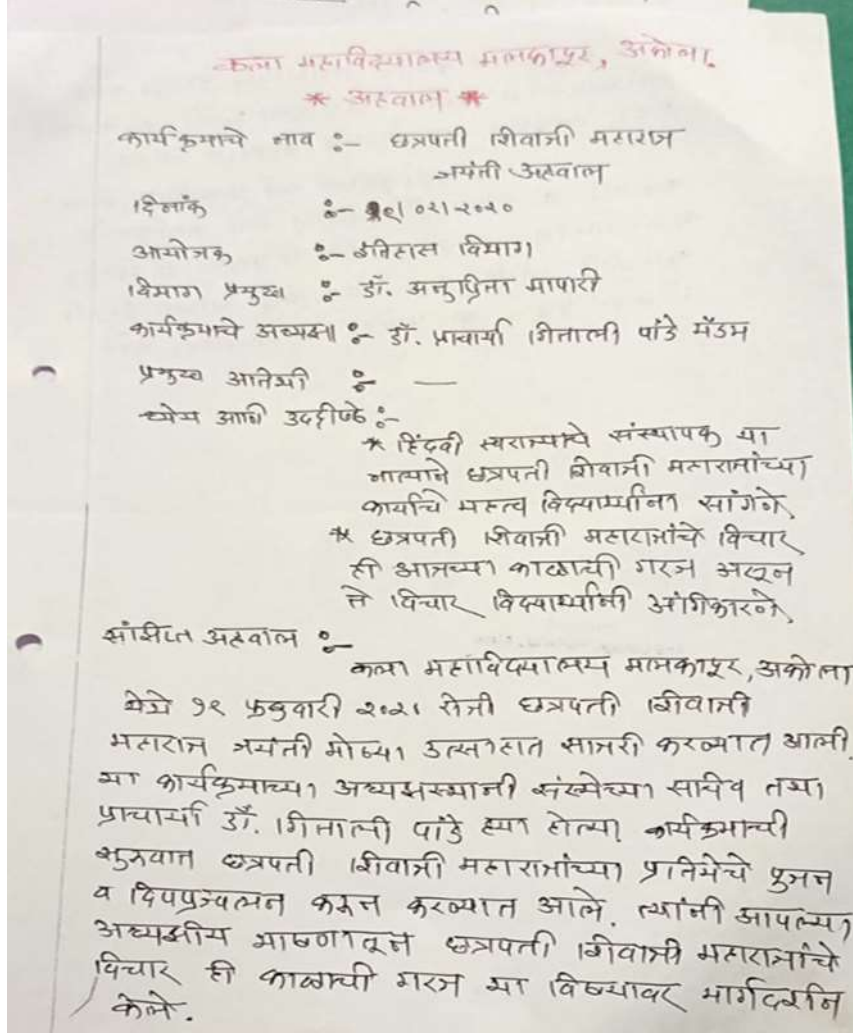 कला महाविद्यालय मलकापूर, अकोला.
* अहवाल *
कार्यक्रमाचे नाव :- छत्रपती शिवाजी महाराज
जयंती अहवाल
दिनांक :- १९/०२/२०२०
आयोजक :- इतिहास विभाग
विभाग प्रमुख :- डॉ. अनुप्रिता मापारी
कार्यक्रमाचे अध्यक्ष :- डॉ. प्राचार्या गिताली पांडे मॅडम
प्रमुख अतिथी :- —
ध्येय आणि उद्दीष्टे :-
* हिंदवी स्वराज्याचे संस्थापक या
नात्याने छत्रपती शिवाजी महाराजांच्या
कार्याचे महत्व विद्यार्थ्यांना सांगने.
* छत्रपती शिवाजी महाराजांचे विचार
ही आजच्या काळाची गरज असून
ते विचार विद्यार्थ्यांनी अंगिकारने.
संक्षिप्त अहवाल :-
कला महाविद्यालय मलकापूर, अकोला
येथे १९ फेब्रुवारी २०२१ रोजी छत्रपती शिवाजी
महाराज जयंती मोठ्या उत्साहात साजरी करण्यात आली.
या कार्यक्रमाच्या अध्यक्षस्थानी संस्थेच्या सचिव तथा
प्राचार्या डॉ. गिताली पांडे ह्या होत्या कार्यक्रमाची
सुरुवात छत्रपती शिवाजी महाराजांच्या प्रतिमेचे पुजन
व दिपप्रज्वलन करून करण्यात आले. त्यांनी आपल्या
अध्यक्षीय भाषणातून छत्रपती शिवाजी महाराजांचे
विचार ही काळाची गरज या विषयावर मार्गदर्शन
केले.